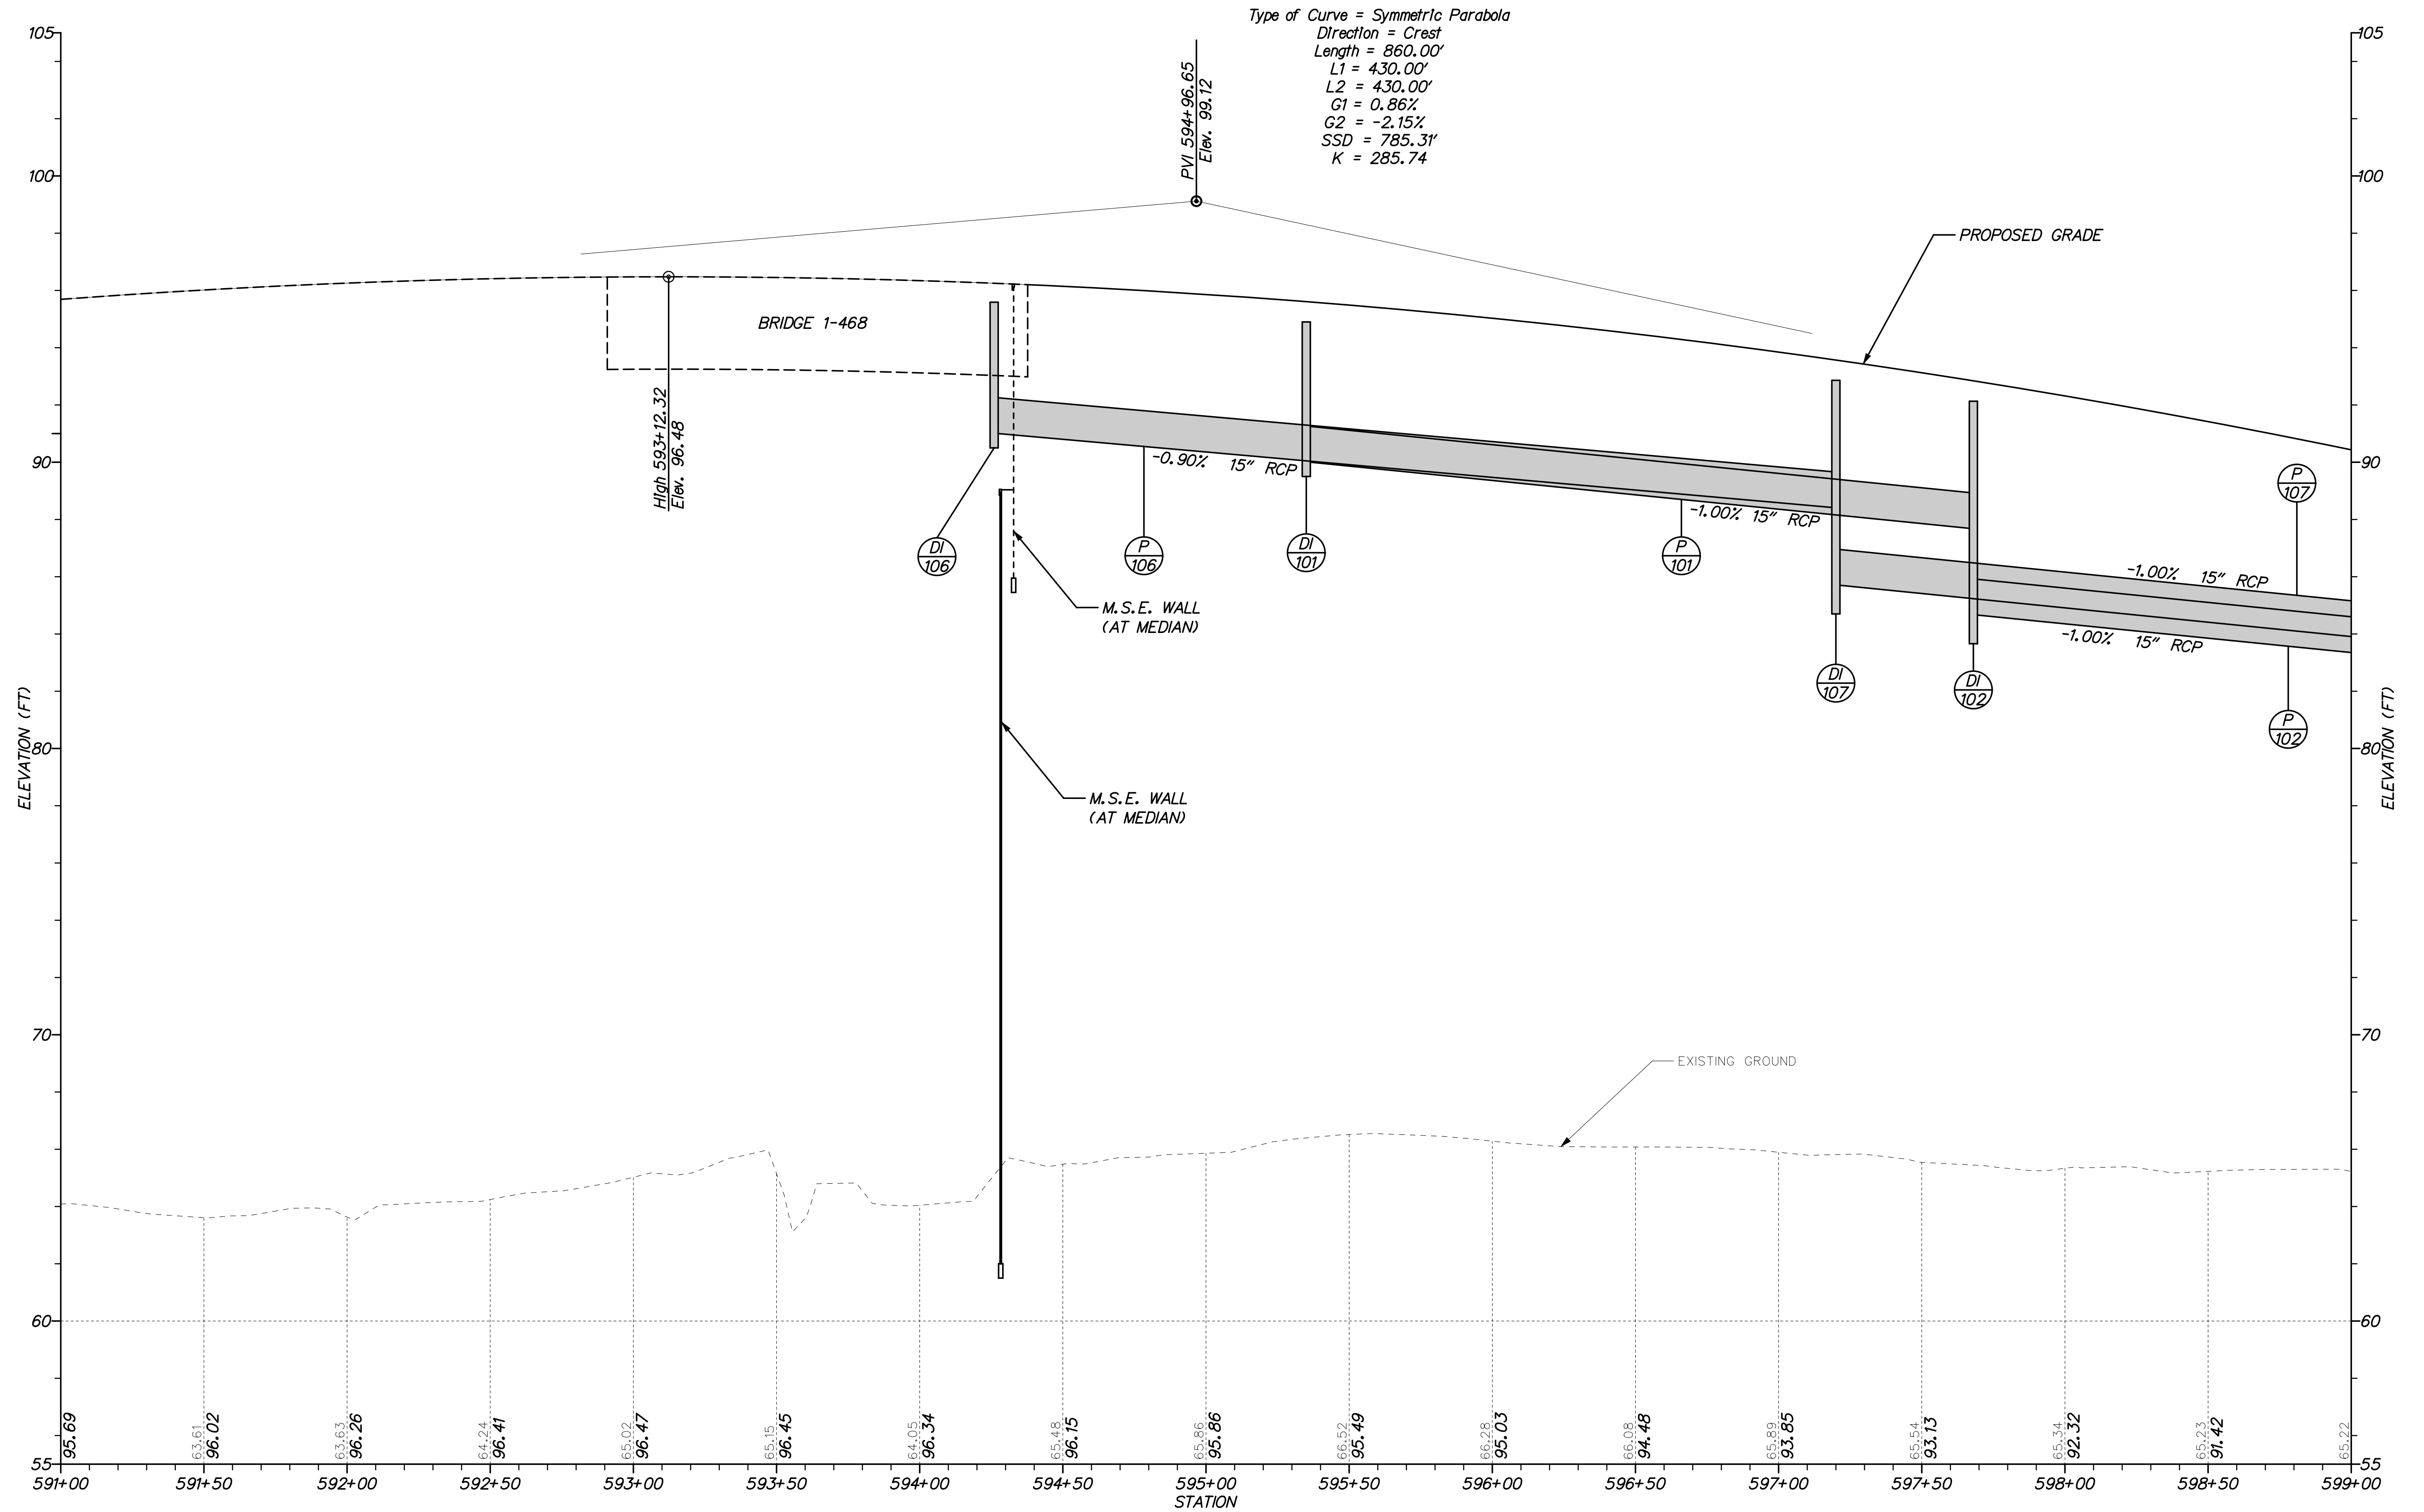 Type of Curve = Symmetric Parabola
Direction = Crest
Length = 860.00'
L1 = 430.00'
L2 = 430.00'
G1 = 0.86%
G2 = -2.15%
SSD = 785.31'
K = 285.74
PVI 594+96.65
Elev. 99.12
105
105
100
100
PROPOSED GRADE
BRIDGE 1-468
High 593+12.32
Elev. 96.48
90
90
-0.90% 15" RCP
-1.00% 15" RCP
P
107
DI
106
P
106
DI
101
P
101
-1.00% 15" RCP
M.S.E. WALL
(AT MEDIAN)
-1.00% 15" RCP
DI
107
DI
102
P
102
ELEVATION (FT)
ELEVATION (FT)
80
80
M.S.E. WALL
(AT MEDIAN)
70
70
EXISTING GROUND
60
60
95.69
63.61
96.02
63.63
96.26
64.24
96.41
65.02
96.47
65.15
96.45
64.05
96.34
65.48
96.15
65.86
95.86
66.52
95.49
66.28
95.03
66.08
94.48
65.89
93.85
65.54
93.13
65.34
92.32
65.23
91.42
65.22
55
55
591+00
591+50
592+00
592+50
593+00
593+50
594+00
594+50
595+00
595+50
596+00
596+50
597+00
597+50
598+00
598+50
599+00
STATION